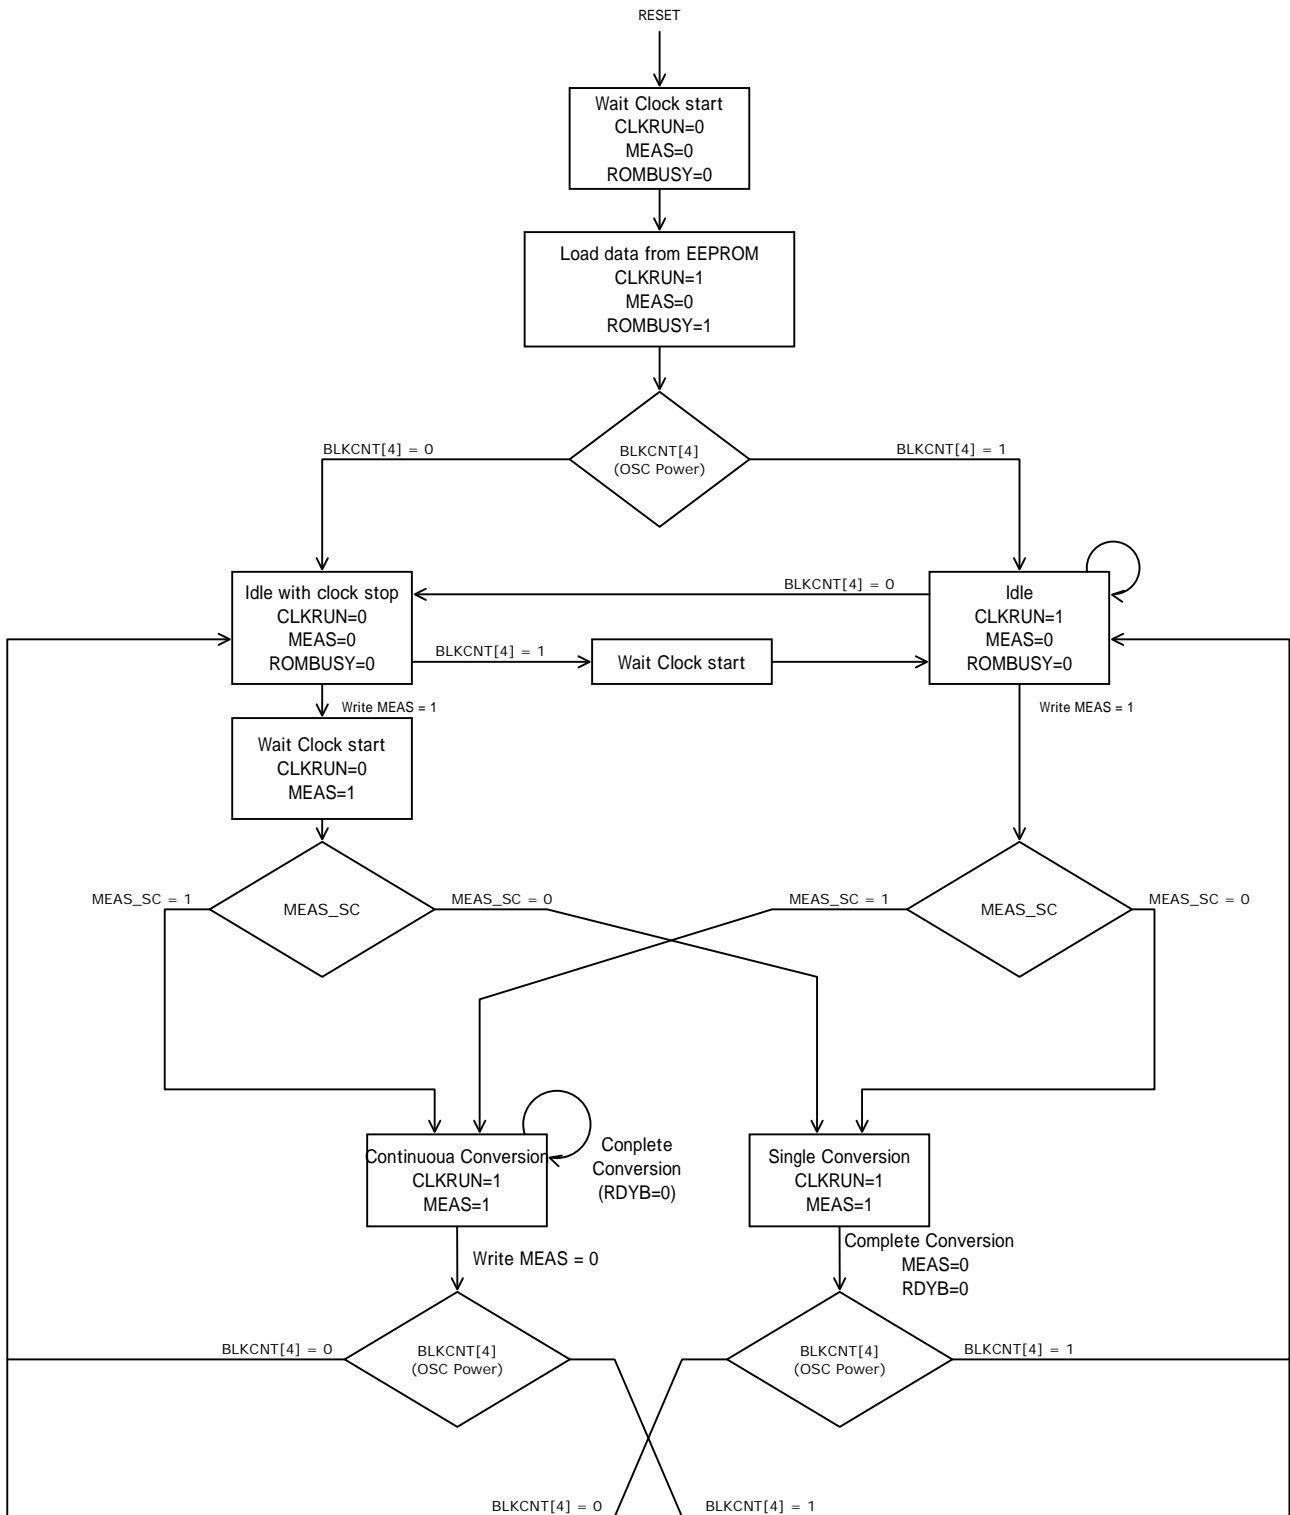 RESET
Wait Clock start
CLKRUN=0
MEAS=0
ROMBUSY=0
Load data from EEPROM
CLKRUN=1
MEAS=0
ROMBUSY=1
BLKCNT[4] = 0
BLKCNT[4]
(OSC Power)
BLKCNT[4] = 1
Idle with clock stop
CLKRUN=0
MEAS=0
ROMBUSY=0
BLKCNT[4] = 0
Idle
CLKRUN=1
MEAS=0
ROMBUSY=0
BLKCNT[4] = 1
Wait Clock start
Write MEAS = 1
Write MEAS = 1
Wait Clock start
CLKRUN=0
MEAS=1
MEAS_SC = 1
MEAS_SC
MEAS_SC = 0
MEAS_SC = 1
MEAS_SC
MEAS_SC = 0
Continuoua Conversion
CLKRUN=1
MEAS=1
Conplete
Conversion
(RDYB=0)
Single Conversion
CLKRUN=1
MEAS=1
Write MEAS = 0
Complete Conversion
MEAS=0
RDYB=0
BLKCNT[4] = 0
BLKCNT[4]
(OSC Power)
BLKCNT[4]
(OSC Power)
BLKCNT[4] = 1
BLKCNT[4] = 0
BLKCNT[4] = 1